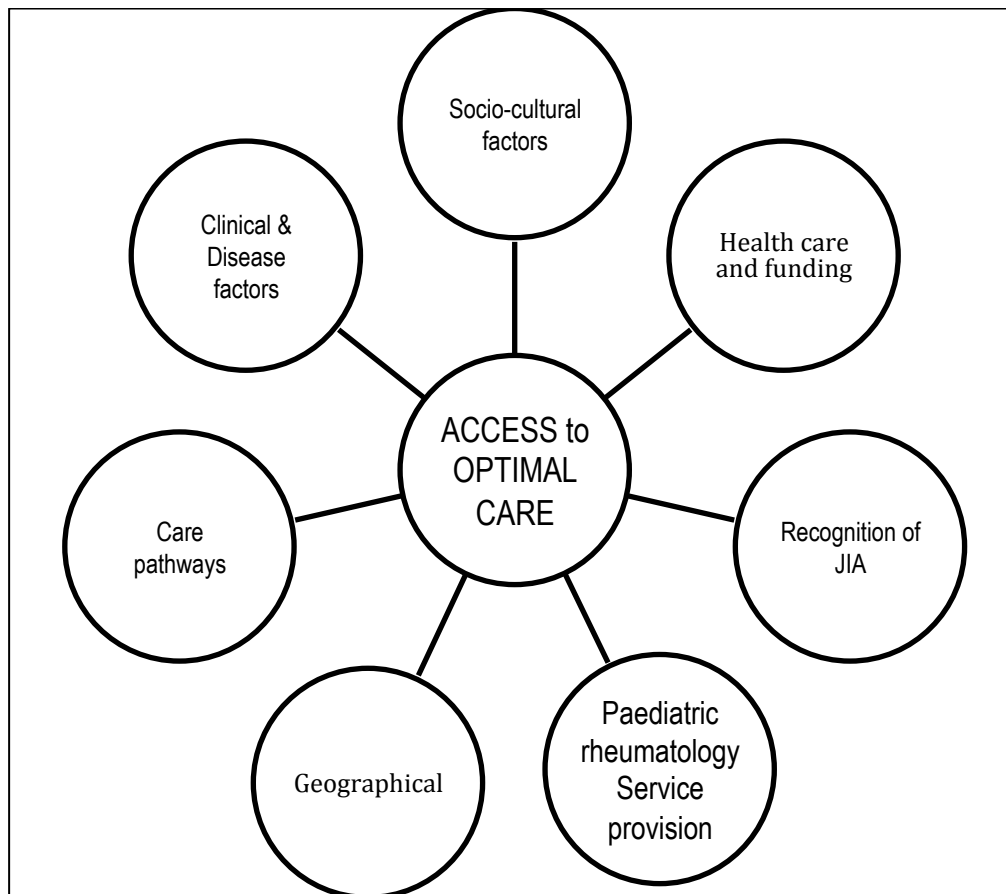 Socio-cultural
factors
Health care
and funding
Recognition of
JIA
Paediatric
rheumatology
Service
provision
Geographical
Care
pathways
Clinical &
Disease
factors
ACCESS to
OPTIMAL
CARE